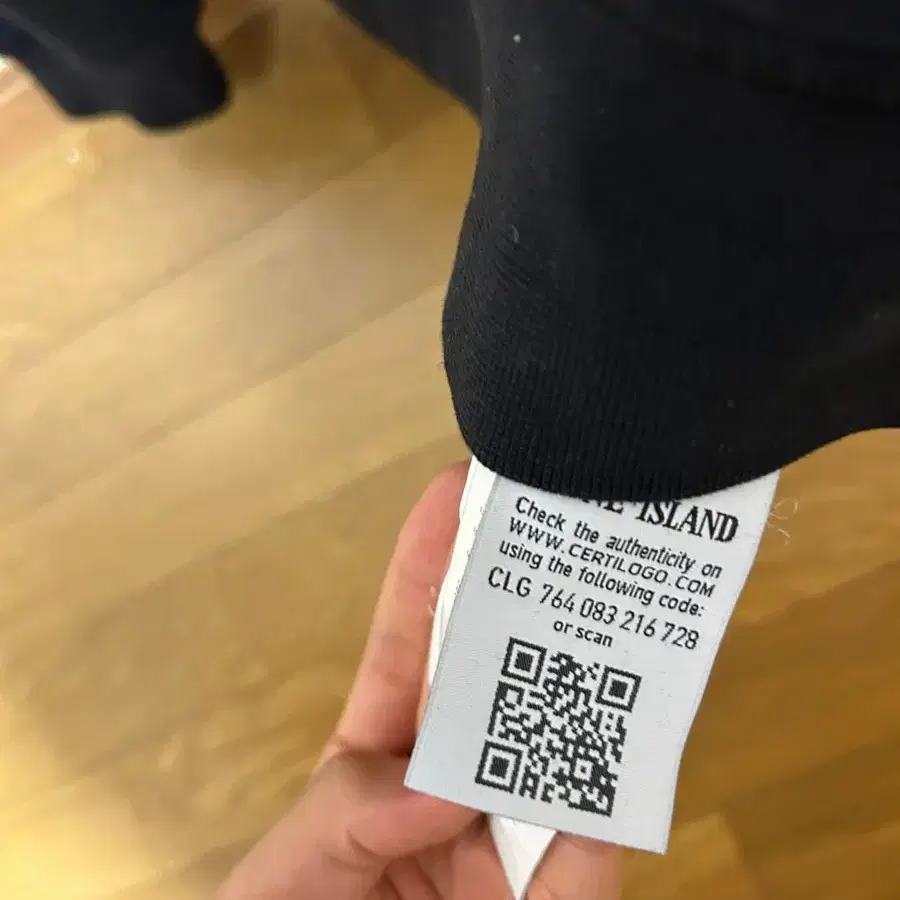 ISLAND
Check the authenticity on
WWW.CERTILOGO.COM
using the following code:
CLG 764 083 216 728
or scan